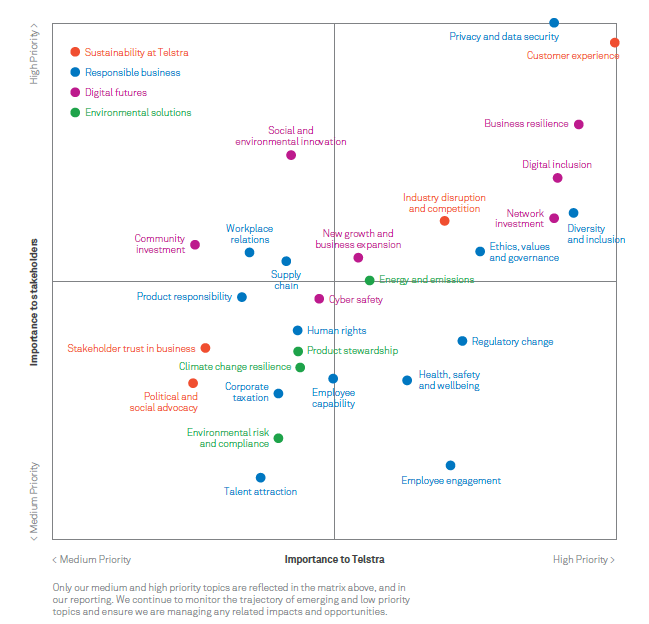 High Priority >
Sustainability at Telstra
Responsible business
Digital futures
Environmental solutions
Privacy and data security
Customer experience
Business resilience
Social and
environmental innovation
Digital inclusion
Industry disruption
and competition
Network
investment
Diversity
and inclusion
Community
investment
Workplace
relations
New growth and
business expansion
Ethics, values
and governance
Supply
chain
Energy and emissions
Importance to stakeholders
Product responsibility
Cyber safety
Human rights
Regulatory change
Stakeholder trust in business
Product stewardship
Climate change resilience
Political and
social advocacy
Corporate
taxation
Employee
capability
Health, safety
and wellbeing
Environmental risk
and compliance
Talent attraction
Employee engagement
< Medium Priority
< Medium Priority
Importance to Telstra
High Priority >
Only our medium and high priority topics are reflected in the matrix above, and in
our reporting. We continue to monitor the trajectory of emerging and low priority
topics and ensure we are managing any related impacts and opportunities.